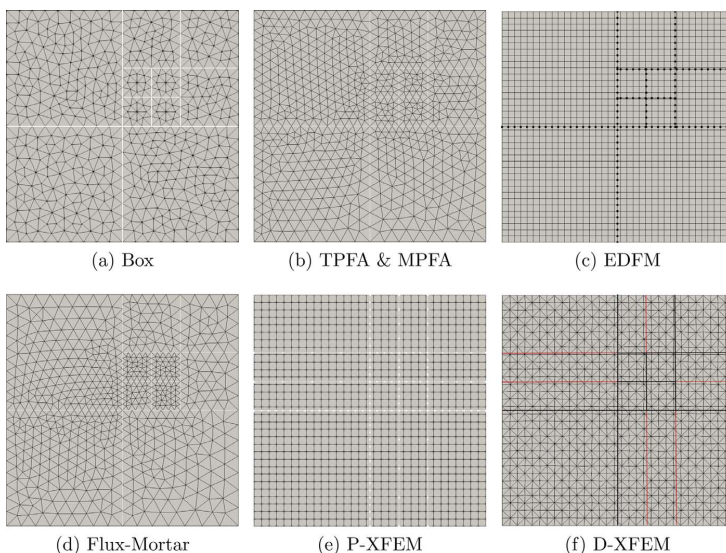 (a) Box
(b) TPFA & MPFA
(c) EDFM
(d) Flux-Mortar
(e) P-XFEM
(f) D-XFEM